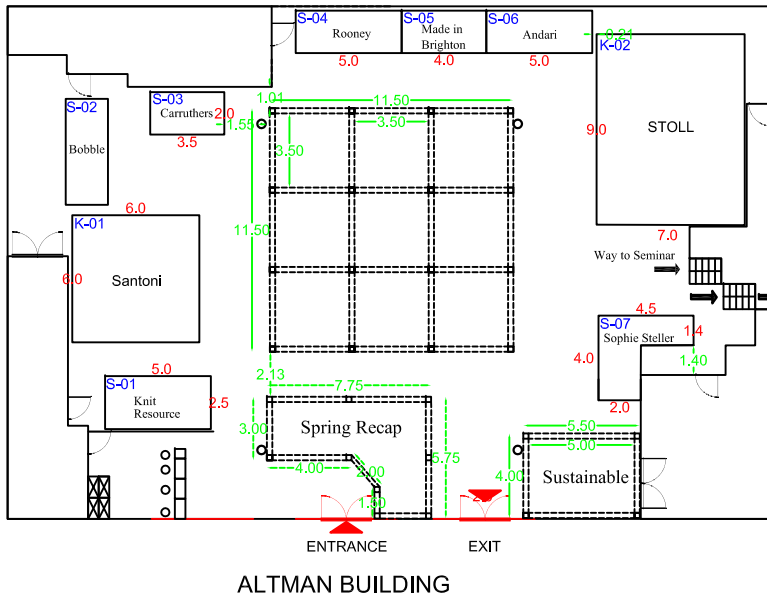 S-04
S-05
S-06
Rooney
Made in
Brighton
Andari
5.0
4.0
5.0
0.21
K-02
STOLL
9.0
7.0
S-02
Bobble
S-03
Carruthers
2.0
1.55
3.5
1.01
11.50
3.50
3.50
11.50
6.0
K-01
6.0
Santoni
Way to Seminar
4.5
S-07
Sophie Steller
1.4
1.40
4.0
2.0
5.0
S-01
Knit
Resource
2.5
2.13
7.75
3.00
Spring Recap
5.75
4.00
2.00
1.50
5.50
5.00
4.00
Sustainable
ENTRANCE
EXIT
ALTMAN BUILDING